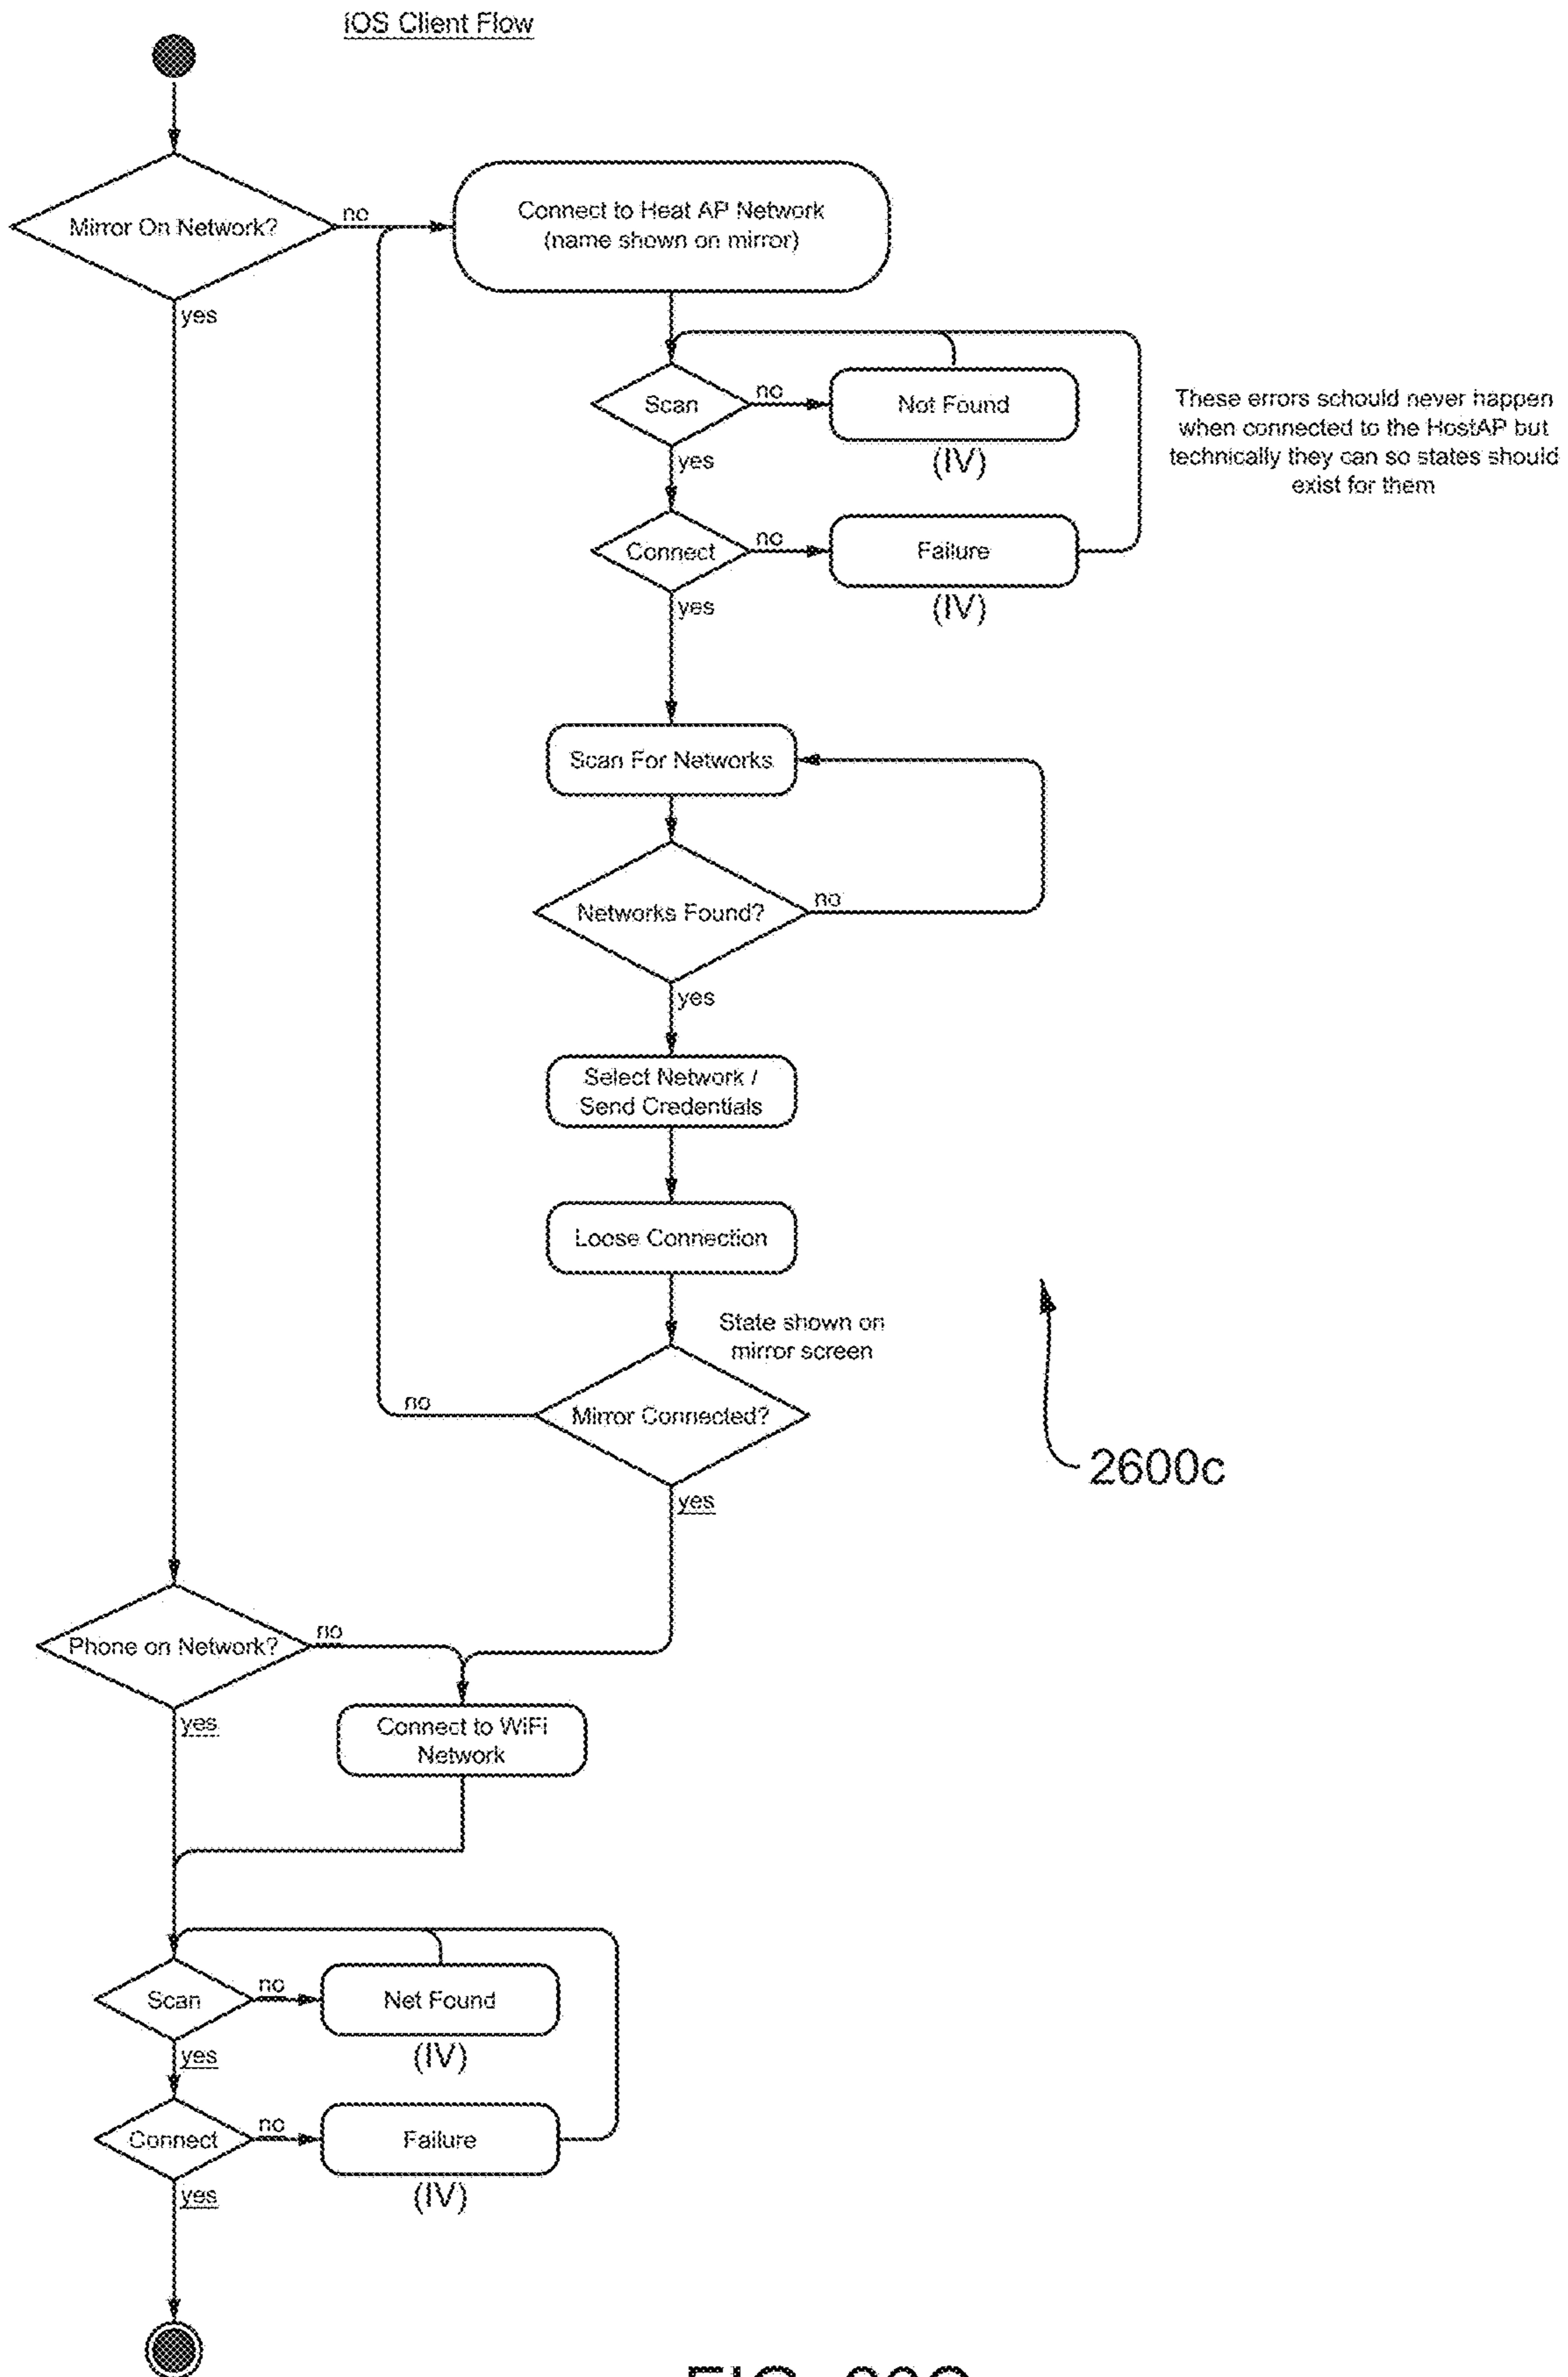 iOS Client Flow
Mirror On Network?
no
yes
Connect to Heat AP Network
(name shown on mirror)
Scan
no
Not Found
(IV)
yes
These errors schould never happen
when connected to the HostAP but
technically they can so states should
exist for them
Connect
no
Failure
(IV)
yes
Scan For Networks
Networks Found?
no
yes
Select Network /
Send Credentials
Loose Connection
State shown on
mirror screen
Mirror Connected?
no
yes
2600c
Phone on Network?
no
yes
Connect to WiFi
Network
Scan
no
Net Found
(IV)
yes
Connect
no
Failure
(IV)
yes